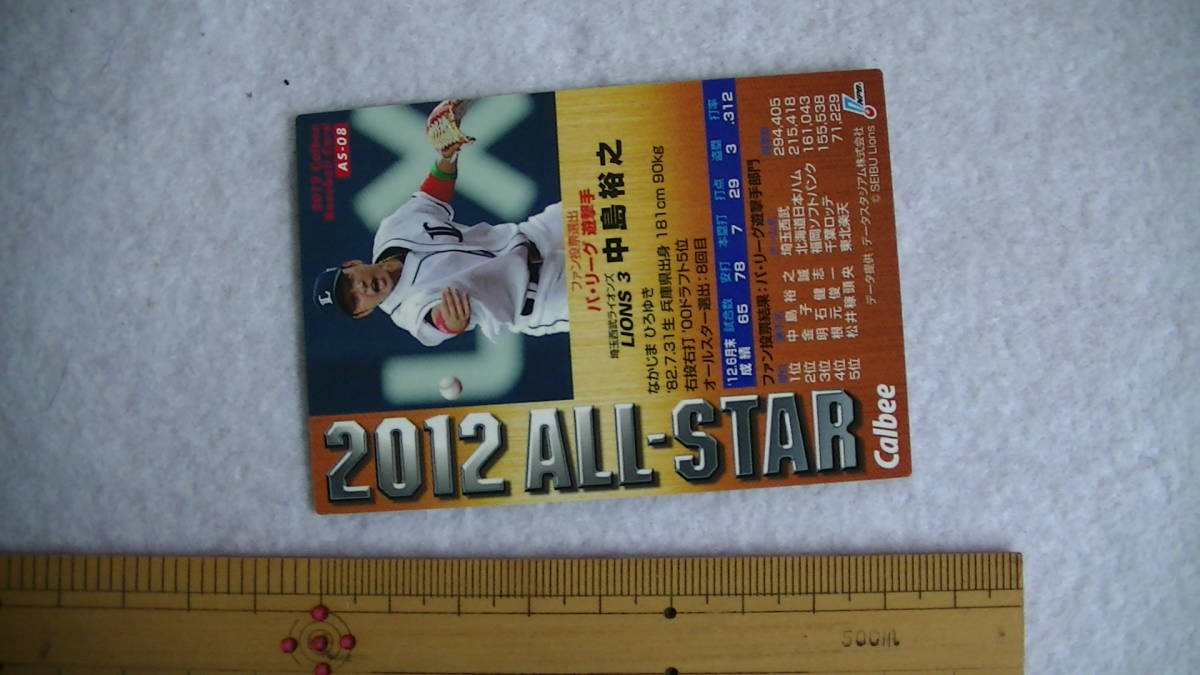 2012 Calbee
Baseball Card
AS-08
ファン投票選出
パ・リーグ 遊撃手
埼玉西武ライオンズ
LIONS 3 中島裕之
なかじま ひろゆき
'82.7.31生 兵庫県出身 181cm 90kg
右投右打 '00ドラフト5位
オールスター選出：8回目
'12.6月末成績 試合数 安打 本塁打 打点 盗塁 打率
65 78 7 29 3 .312
ファン投票結果：パ・リーグ遊撃手部門
1位 中島裕之 埼玉西武 294,405
2位 金子誠 北海道日本ハム 215,418
3位 明石健志 福岡ソフトバンク 161,043
4位 根元俊一 千葉ロッテ 155,538
5位 松井稼頭央 東北楽天 71,229
データ提供：データスタジアム株式会社
© SEIBU Lions
2012 ALL-STAR
Calbee
L
50cm